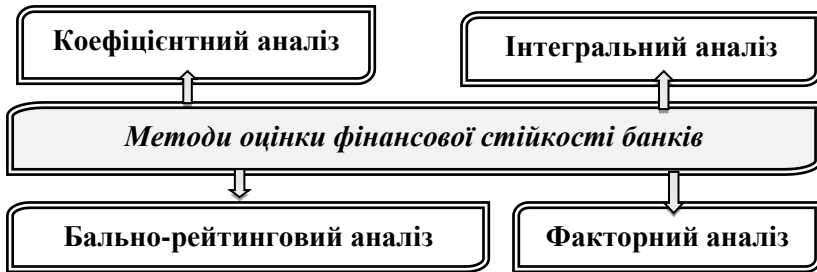 Коефіцієнтний аналіз
Інтегральний аналіз
Методи оцінки фінансової стійкості банків
Бально-рейтинговий аналіз
Факторний аналіз